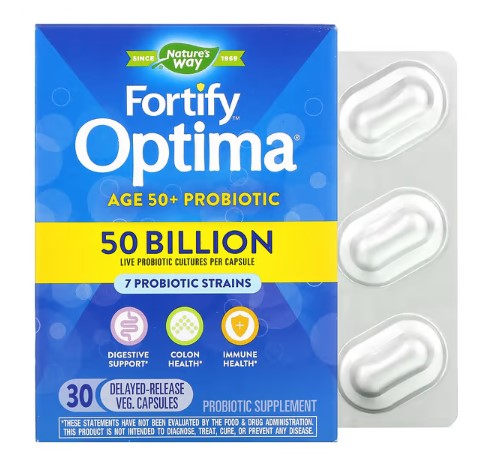 SINCE Nature's Way 1969
Fortify™
Optima®
AGE 50+ PROBIOTIC
50 BILLION
LIVE PROBIOTIC CULTURES PER CAPSULE
7 PROBIOTIC STRAINS
DIGESTIVE SUPPORT*
COLON HEALTH*
IMMUNE HEALTH*
30 DELAYED-RELEASE VEG. CAPSULES
PROBIOTIC SUPPLEMENT
*THESE STATEMENTS HAVE NOT BEEN EVALUATED BY THE FOOD & DRUG ADMINISTRATION.
THIS PRODUCT IS NOT INTENDED TO DIAGNOSE, TREAT, CURE, OR PREVENT ANY DISEASE.